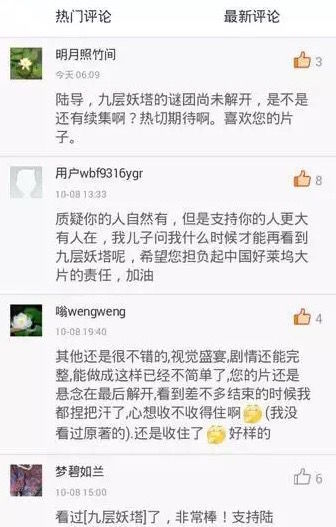 热门评论
最新评论
明月照竹间
3
今天 06:09
陆导，九层妖塔的谜团尚未解开，是不是
还有续集啊？热切期待啊。喜欢您的片
子。
用户wbf9316ygr
8
10-08 13:33
质疑你的人自然有，但是支持你的人更大
有人在，我儿子问我什么时候才能再看到
九层妖塔呢，希望您担负起中国好莱坞大
片的责任，加油
嗡wengweng
4
10-08 19:40
其他还是很不错的,视觉盛宴,剧情还能完
整,能做成这样已经不简单了,您的片还是
悬念在最后解开,看到差不多结束的时候我
都捏把汗了,心想收不收得住啊(我没
看过原著的).还是收住了 好样的
梦碧如兰
6
10-08 15:00
看过[九层妖塔]了，非常棒！支持陆